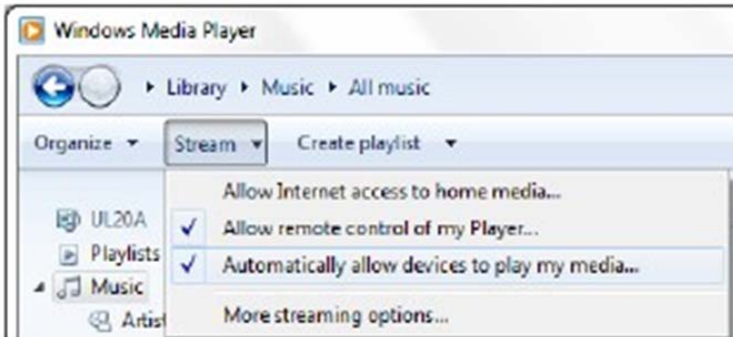 Windows Media Player
Library Music All music
Organize Stream Create playlist
Allow Internet access to home media...
UL20A
Allow remote control of my Player...
Playlists
Automatically allow devices to play my media...
Music
Artist
More streaming options...